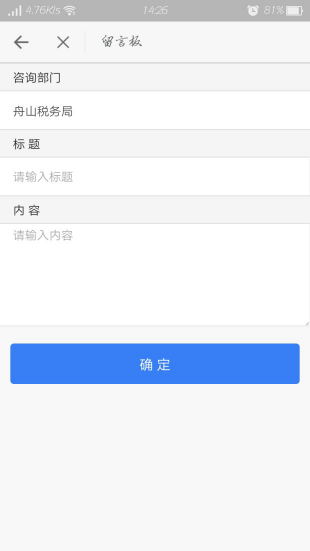 4.76K/s 14:26 81%
留言板
咨询部门
舟山税务局
标 题
请输入标题
内 容
请输入内容
确 定